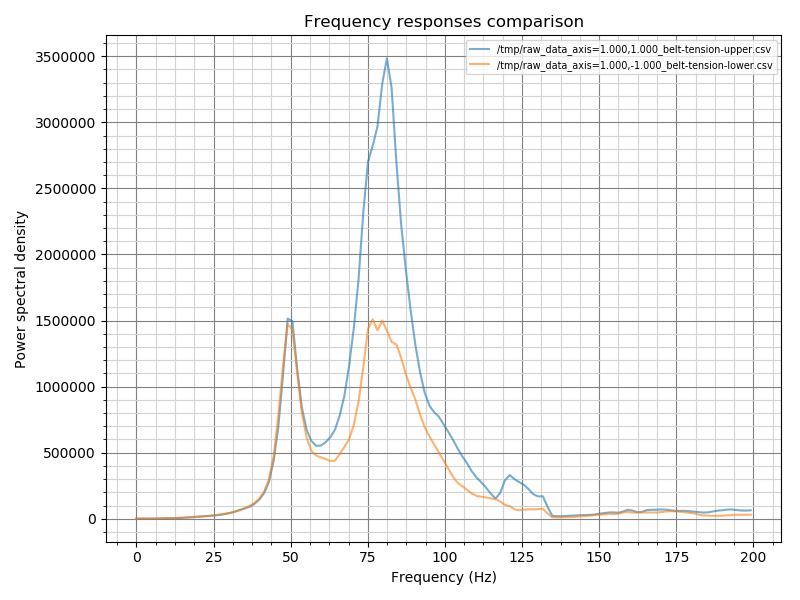 Frequency responses comparison
/tmp/raw_data_axis=1.000,1.000_belt-tension-upper.csv
/tmp/raw_data_axis=1.000,-1.000_belt-tension-lower.csv
Power spectral density
3500000
3000000
2500000
2000000
1500000
1000000
500000
0
0 25 50 75 100 125 150 175 200
Frequency (Hz)